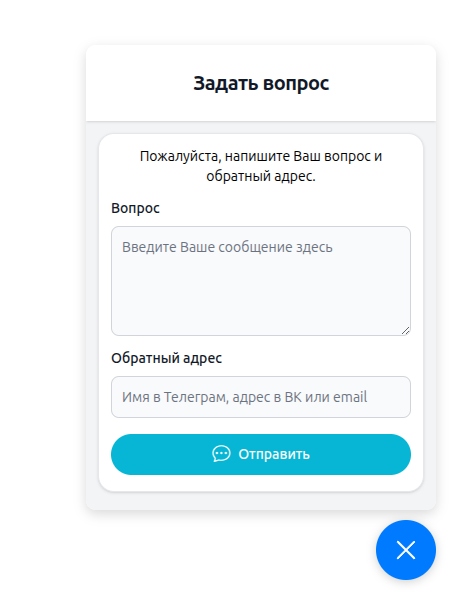 Задать вопрос
Пожалуйста, напишите Ваш вопрос и
обратный адрес.
Вопрос
Введите Ваше сообщение здесь
Обратный адрес
Имя в Телеграм, адрес в ВК или email
Отправить